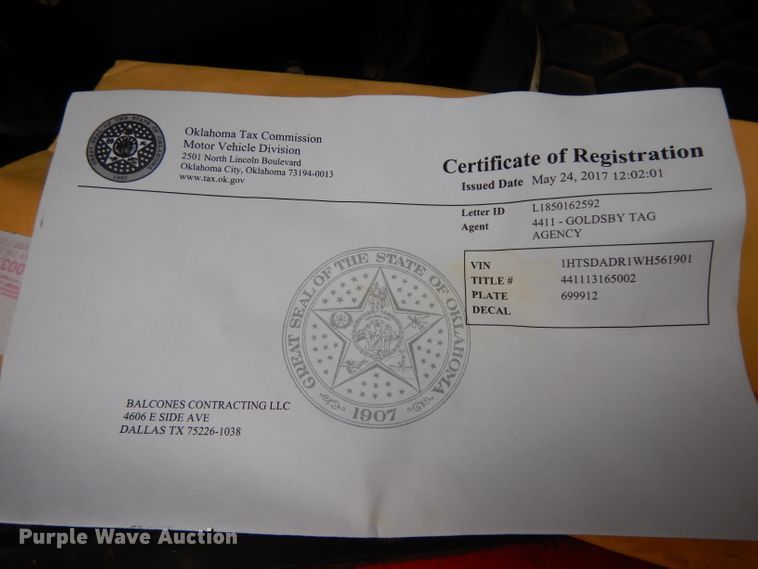 Oklahoma Tax Commission
Motor Vehicle Division
2501 North Lincoln Boulevard
Oklahoma City, Oklahoma 73194-0013
www.tax.ok.gov
Certificate of Registration
Issued Date May 24, 2017 12:02:01
Letter ID L1850162592
Agent 4411 - GOLDSBY TAG
AGENCY
VIN 1HTSDADR1WH561901
TITLE # 441113165002
PLATE 699912
DECAL
GREAT SEAL OF THE STATE OF OKLAHOMA
1907
BALCONES CONTRACTING LLC
4606 E SIDE AVE
DALLAS TX 75226-1038
Purple Wave Auction